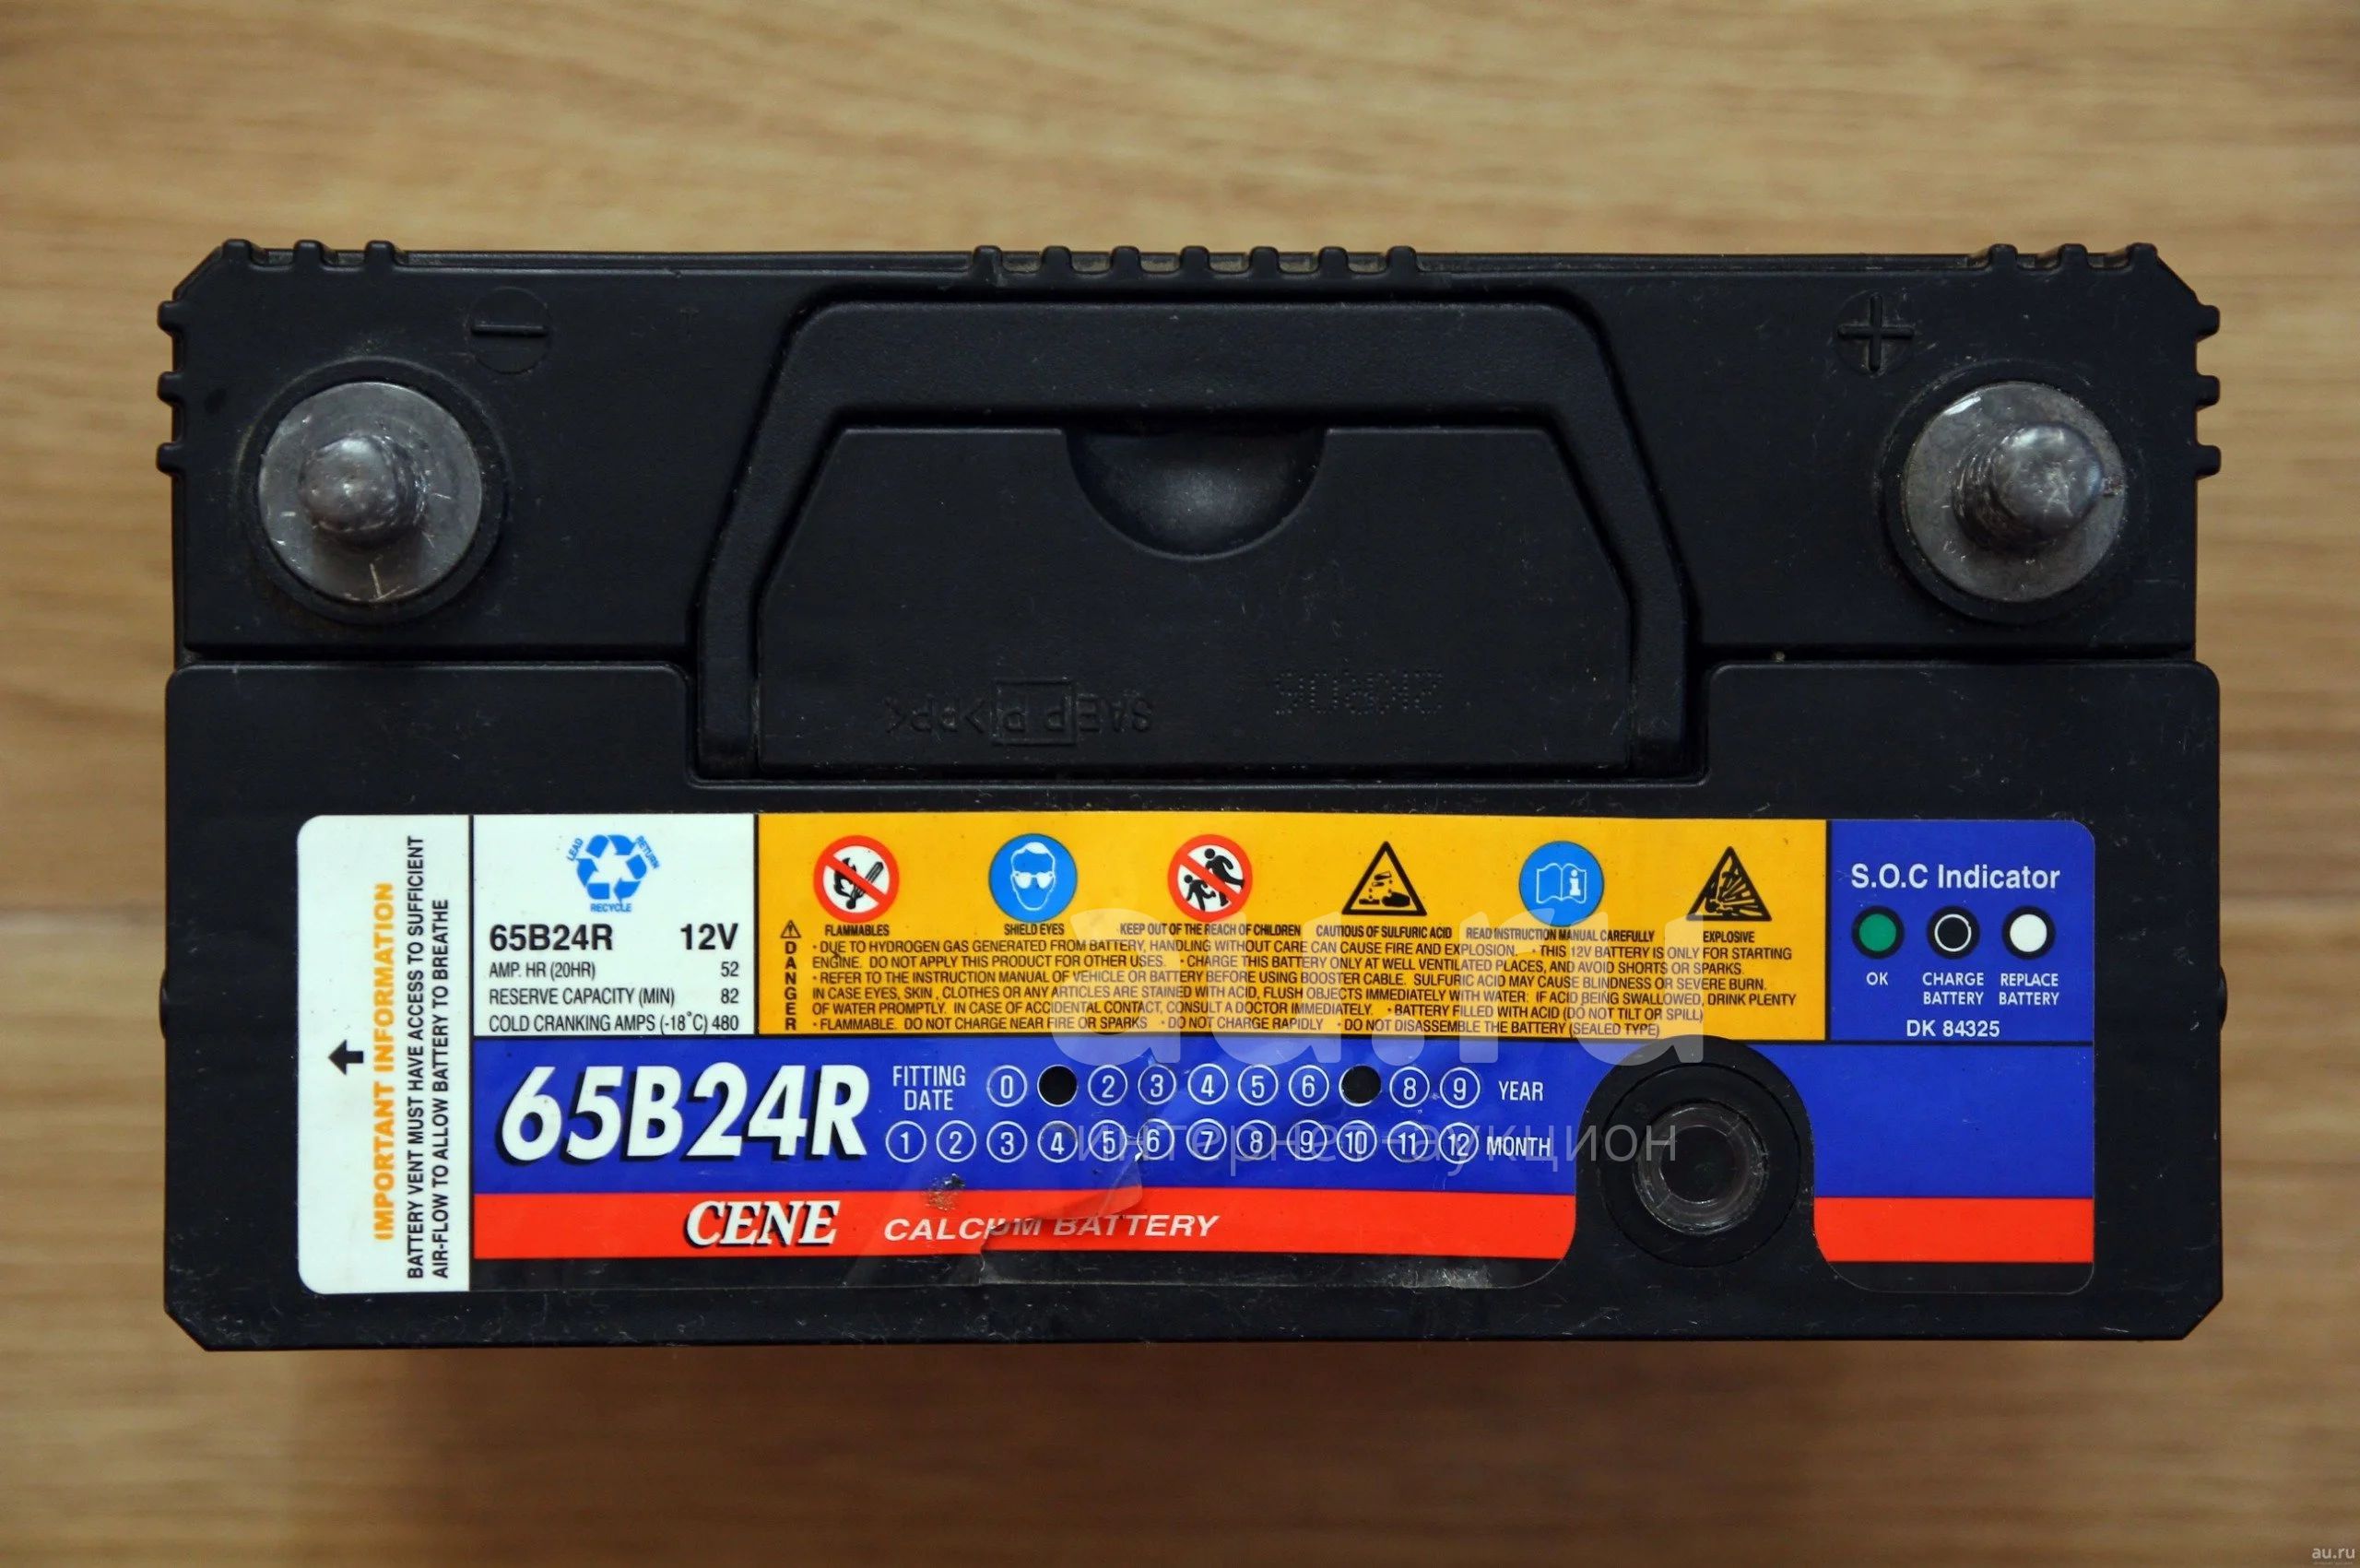 IMPORTANT INFORMATION
BATTERY VENT MUST HAVE ACCESS TO SUFFICIENT
AIR-FLOW TO ALLOW BATTERY TO BREATHE
LEAD
RETURN
RECYCLE
65B24R 12V
AMP. HR (20HR) 52
RESERVE CAPACITY (MIN) 82
COLD CRANKING AMPS (-18°C) 480
FLAMMABLES
SHIELD EYES
KEEP OUT OF THE REACH OF CHILDREN
CAUTIOUS OF SULFURIC ACID
READ INSTRUCTION MANUAL CAREFULLY
EXPLOSIVE
DANGER
• DUE TO HYDROGEN GAS GENERATED FROM BATTERY, HANDLING WITHOUT CARE CAN CAUSE FIRE AND EXPLOSION. • THIS 12V BATTERY IS ONLY FOR STARTING
ENGINE. DO NOT APPLY THIS PRODUCT FOR OTHER USES. • CHARGE THIS BATTERY ONLY AT WELL VENTILATED PLACES, AND AVOID SHORTS OR SPARKS.
• REFER TO THE INSTRUCTION MANUAL OF VEHICLE OR BATTERY BEFORE USING BOOSTER CABLE. SULFURIC ACID MAY CAUSE BLINDNESS OR SEVERE BURN.
IN CASE EYES, SKIN, CLOTHES OR ANY ARTICLES ARE STAINED WITH ACID, FLUSH OBJECTS IMMEDIATELY WITH WATER: IF ACID BEING SWALLOWED, DRINK PLENTY
OF WATER PROMPTLY. IN CASE OF ACCIDENTAL CONTACT, CONSULT A DOCTOR IMMEDIATELY. • BATTERY FILLED WITH ACID (DO NOT TILT OR SPILL)
• FLAMMABLE. DO NOT CHARGE NEAR FIRE OR SPARKS • DO NOT CHARGE RAPIDLY • DO NOT DISASSEMBLE THE BATTERY (SEALED TYPE)
S.O.C Indicator
OK
CHARGE BATTERY
REPLACE BATTERY
DK 84325
65B24R
FITTING DATE
0 2 3 4 5 6 8 9 YEAR
1 2 3 4 5 6 7 8 9 10 11 12 MONTH
CENE CALCIUM BATTERY
au.ru
интернет-аукцион
au.ru